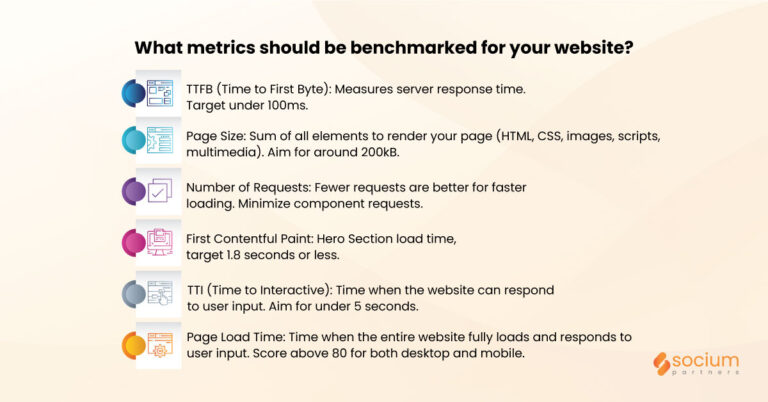 What metrics should be benchmarked for your website?
TTFB (Time to First Byte): Measures server response time.
Target under 100ms.
Page Size: Sum of all elements to render your page (HTML, CSS, images, scripts,
multimedia). Aim for around 200kB.
Number of Requests: Fewer requests are better for faster
loading. Minimize component requests.
First Contentful Paint: Hero Section load time,
target 1.8 seconds or less.
TTI (Time to Interactive): Time when the website can respond
to user input. Aim for under 5 seconds.
Page Load Time: Time when the entire website fully loads and responds to
user input. Score above 80 for both desktop and mobile.
socium
partners